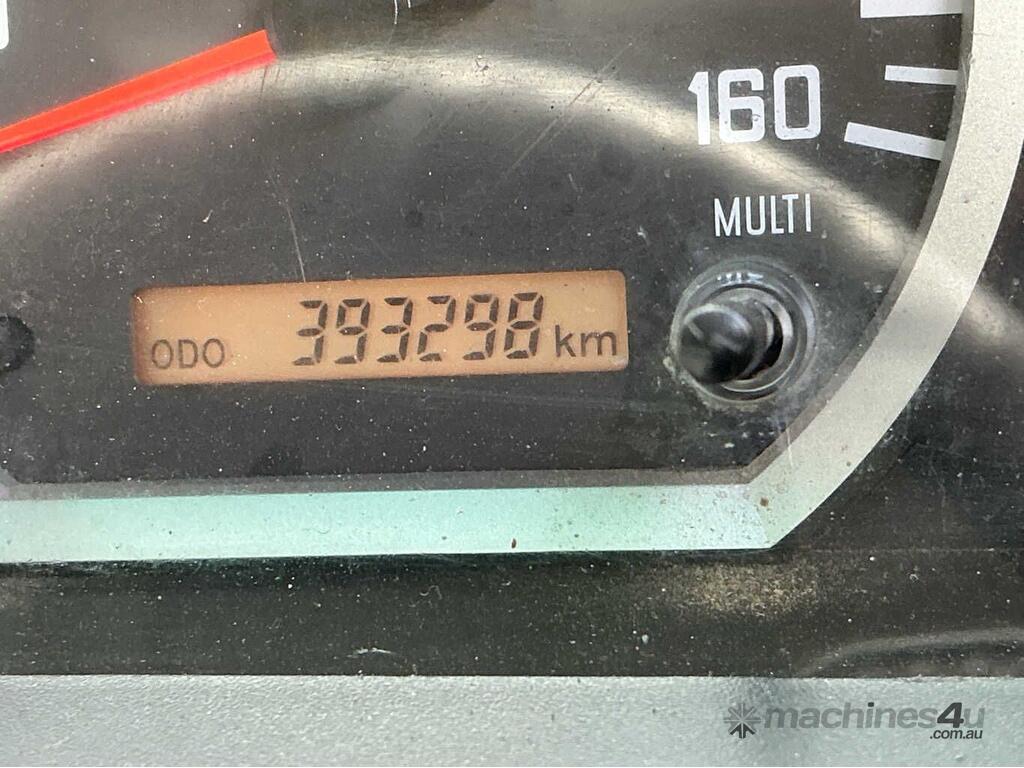 160
MULTI
ODO 393298 km
machines4u
.com.au